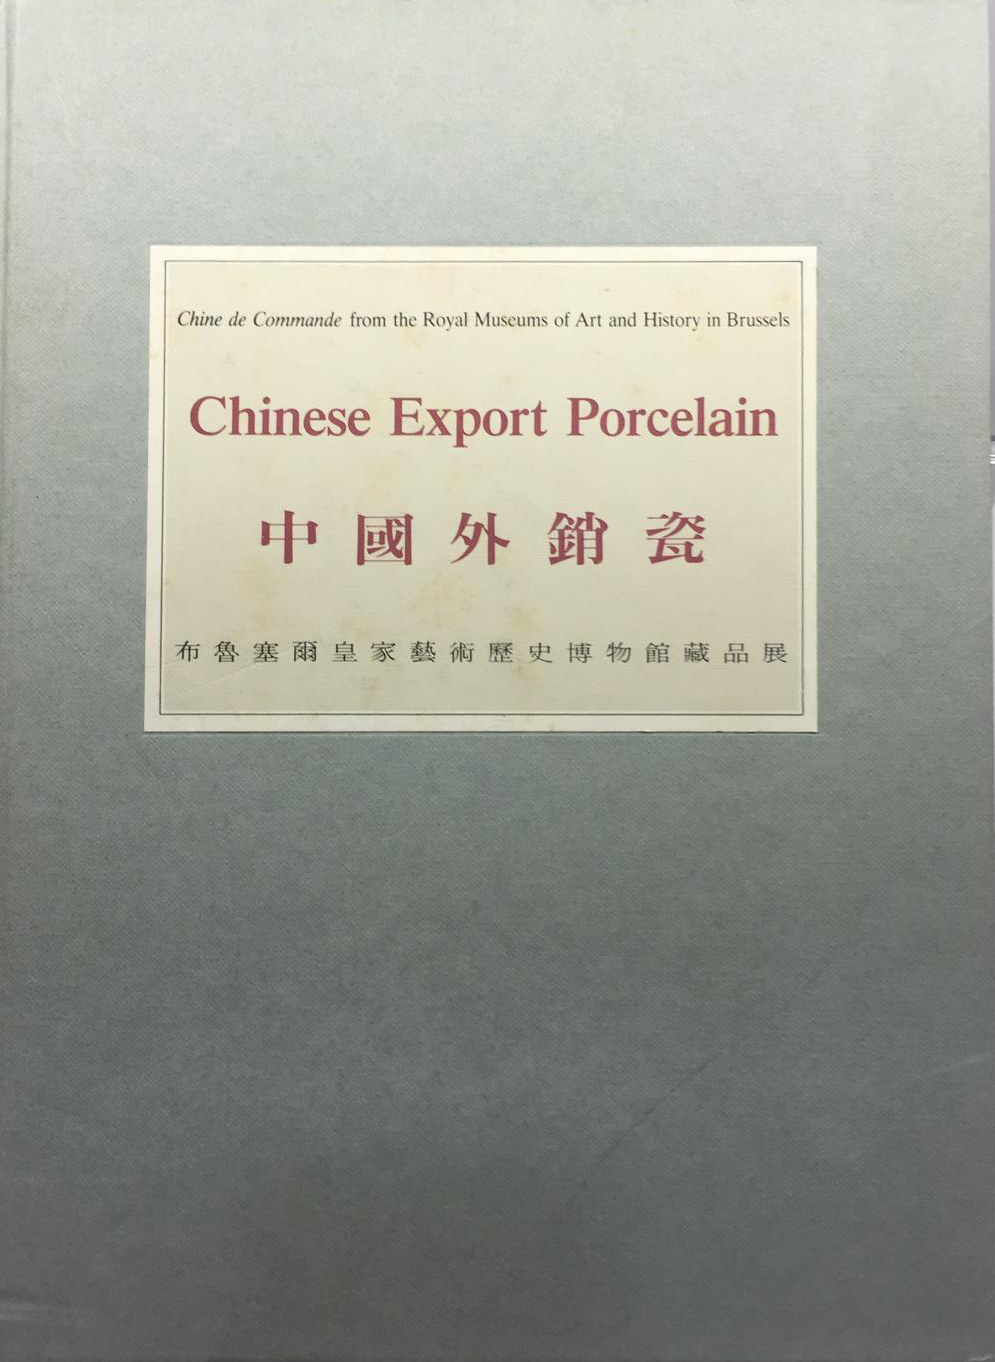 Chine de Commande from the Royal Museums of Art and History in Brussels
Chinese Export Porcelain
中國外銷瓷
布魯塞爾皇家藝術歷史博物館藏品展